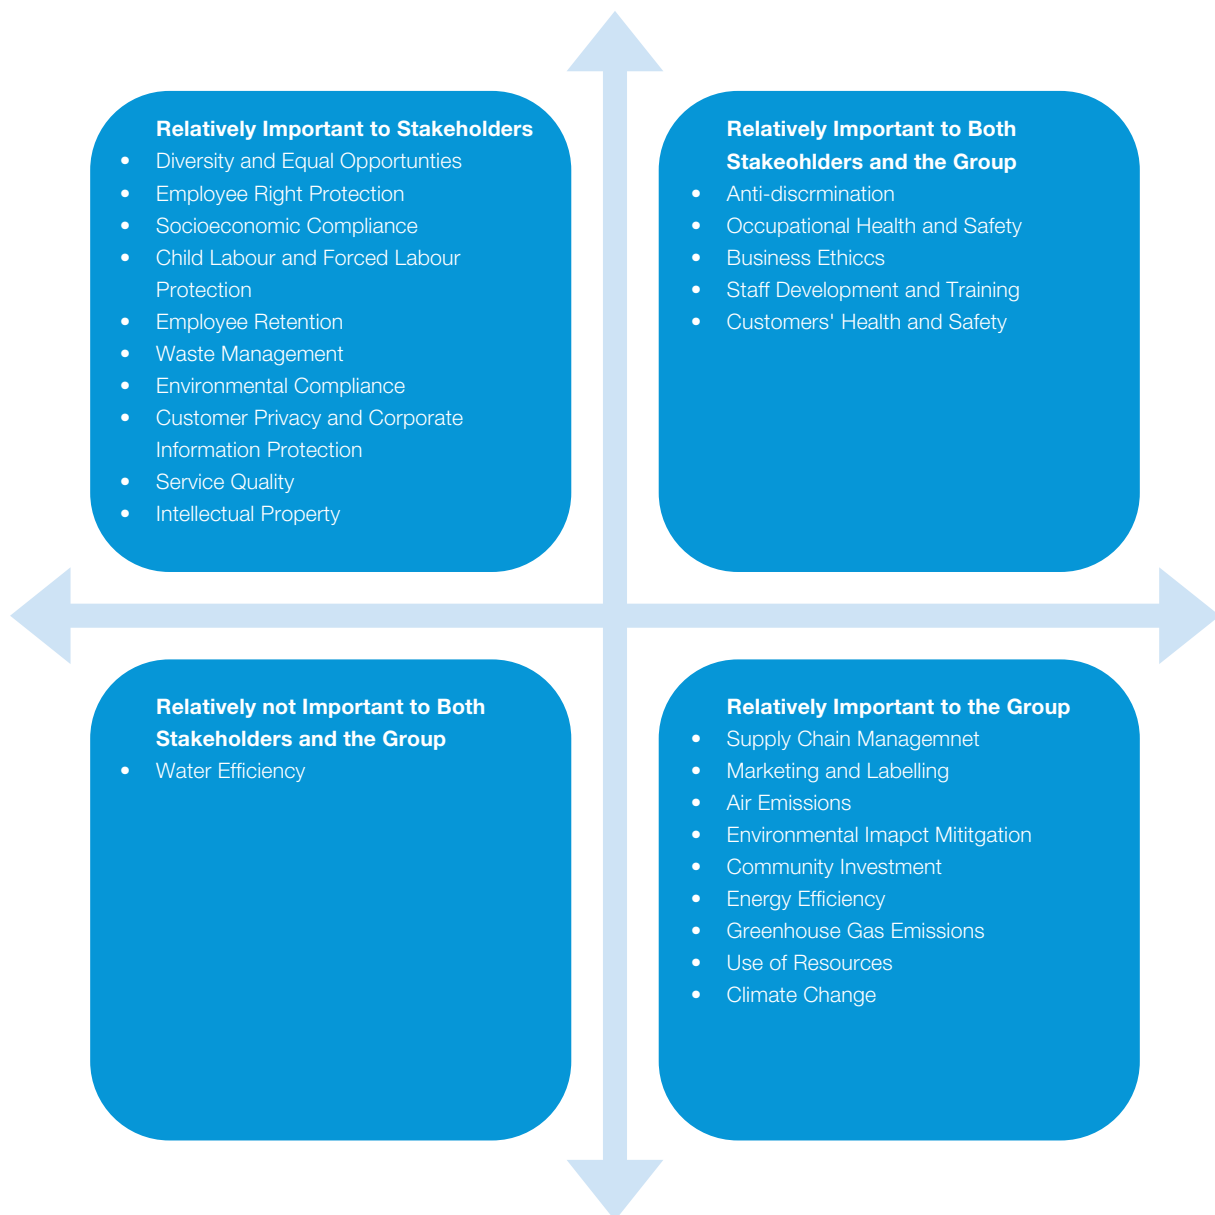 Relatively Important to Stakeholders
• Diversity and Equal Opportunties
• Employee Right Protection
• Socioeconomic Compliance
• Child Labour and Forced Labour
Protection
• Employee Retention
• Waste Management
• Environmental Compliance
• Customer Privacy and Corporate
Information Protection
• Service Quality
• Intellectual Property
Relatively Important to Both
Stakeohlders and the Group
• Anti-discrmination
• Occupational Health and Safety
• Business Ethiccs
• Staff Development and Training
• Customers' Health and Safety
Relatively not Important to Both
Stakeholders and the Group
• Water Efficiency
Relatively Important to the Group
• Supply Chain Managemnet
• Marketing and Labelling
• Air Emissions
• Environmental Imapct Mititgation
• Community Investment
• Energy Efficiency
• Greenhouse Gas Emissions
• Use of Resources
• Climate Change